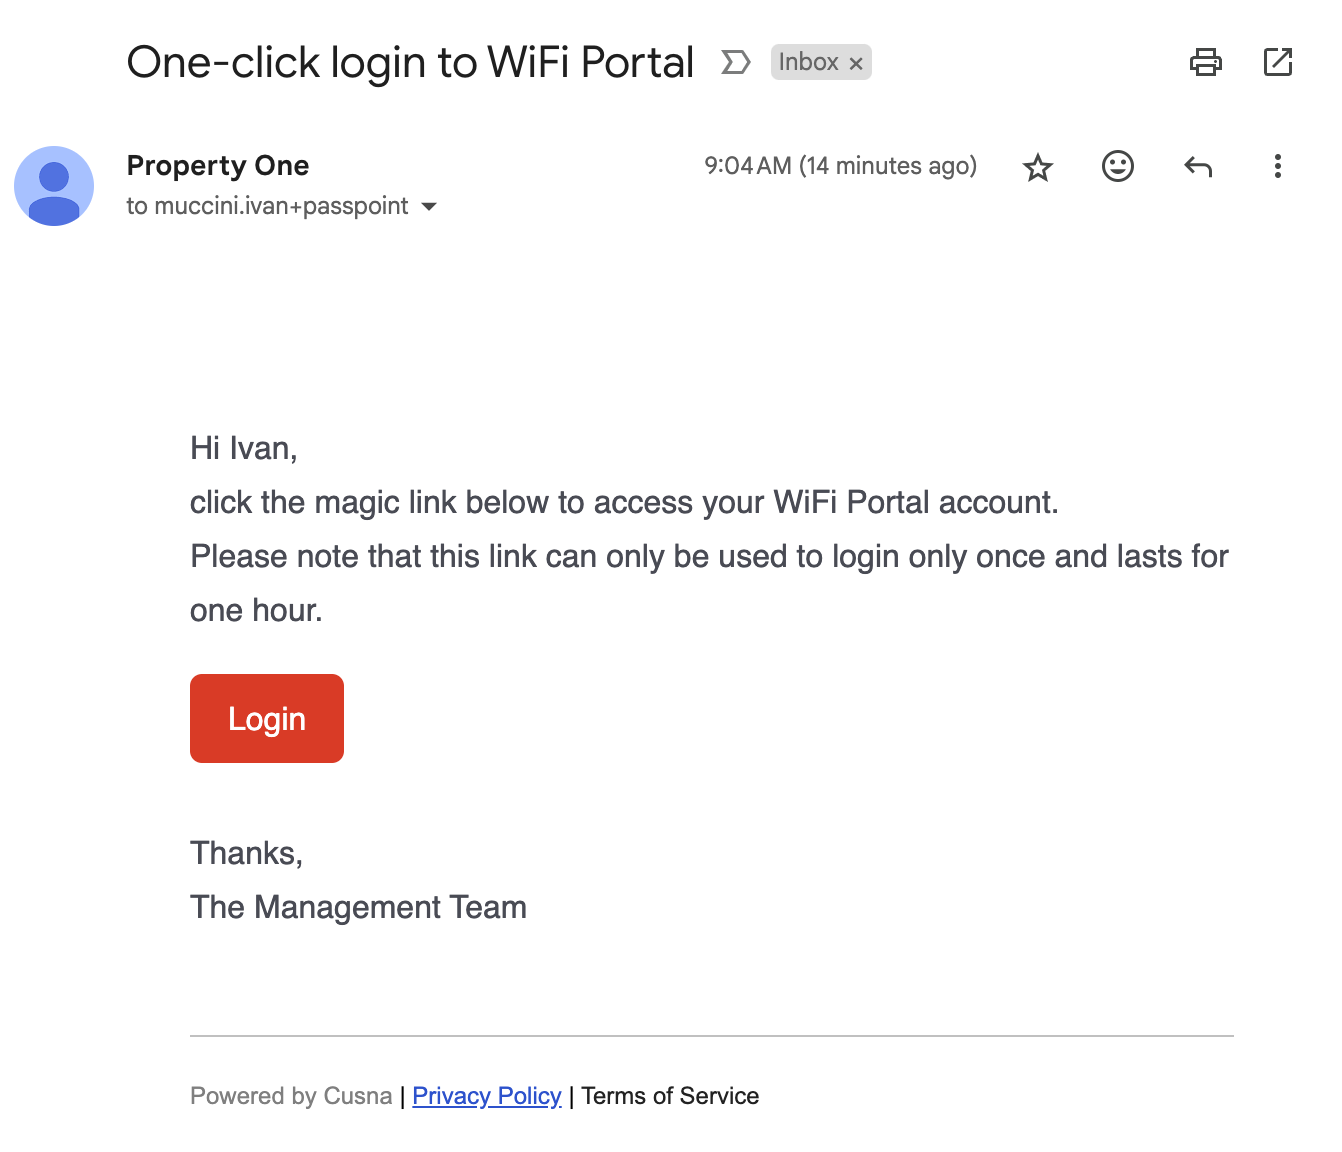 One-click login to WiFi Portal Inbox ×
Property One 9:04 AM (14 minutes ago)
to muccini.ivan+passpoint
Hi Ivan,
click the magic link below to access your WiFi Portal account.
Please note that this link can only be used to login only once and lasts for
one hour.
Login
Thanks,
The Management Team
Powered by Cusna | Privacy Policy | Terms of Service